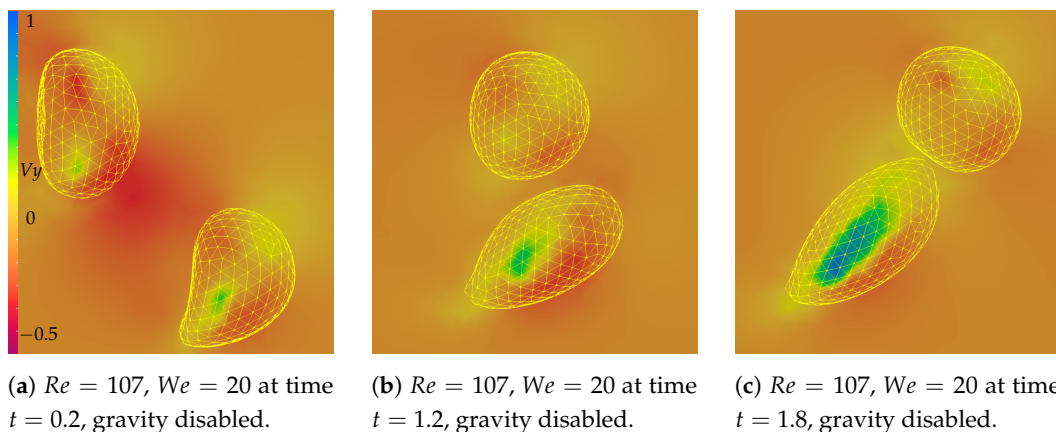 1
Vy
0
−0.5
(a) Re = 107, We = 20 at time
t = 0.2, gravity disabled.
(b) Re = 107, We = 20 at time
t = 1.2, gravity disabled.
(c) Re = 107, We = 20 at time
t = 1.8, gravity disabled.